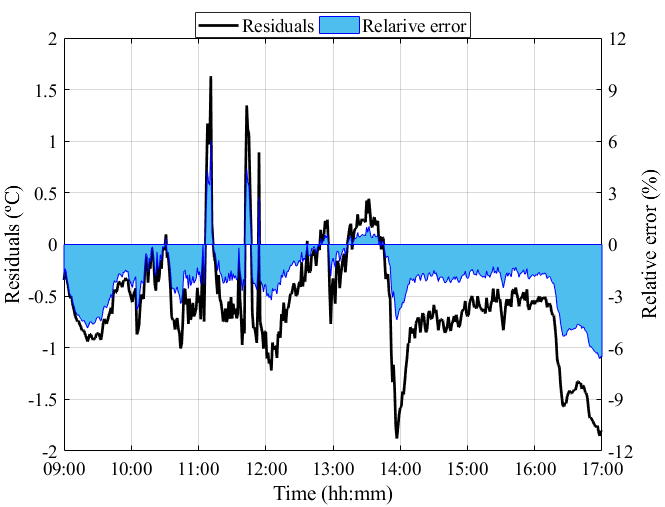 Residuals Relarive error
2 12
1.5 9
1 6
0.5 3
0 0
-0.5 -3
-1 -6
-1.5 -9
-2 -12
09:00 10:00 11:00 12:00 13:00 14:00 15:00 16:00 17:00
Time (hh:mm)
Residuals (ºC)
Relative error (%)